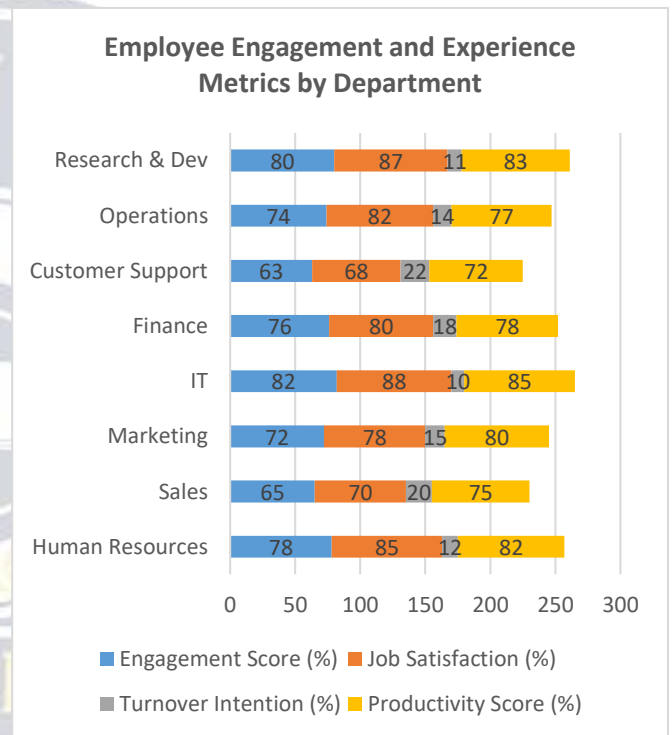 Employee Engagement and Experience
Metrics by Department
Research & Dev 80 87 11 83
Operations 74 82 14 77
Customer Support 63 68 22 72
Finance 76 80 18 78
IT 82 88 10 85
Marketing 72 78 15 80
Sales 65 70 20 75
Human Resources 78 85 12 82
0 50 100 150 200 250 300
Engagement Score (%) Job Satisfaction (%)
Turnover Intention (%) Productivity Score (%)